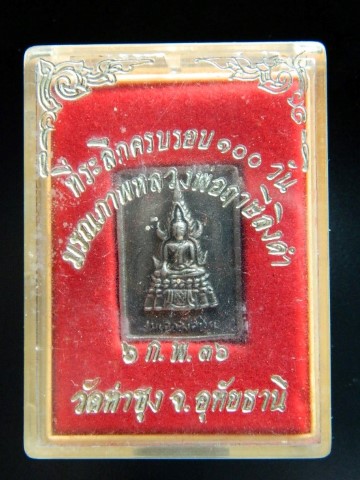 ที่ระลึกครบรอบ ๑๐๐ วัน
มรณภาพหลวงพ่อฤาษีลิงดำ
๖ ก.พ. ๓๖
วัดท่าซุง จ. อุทัยธานี